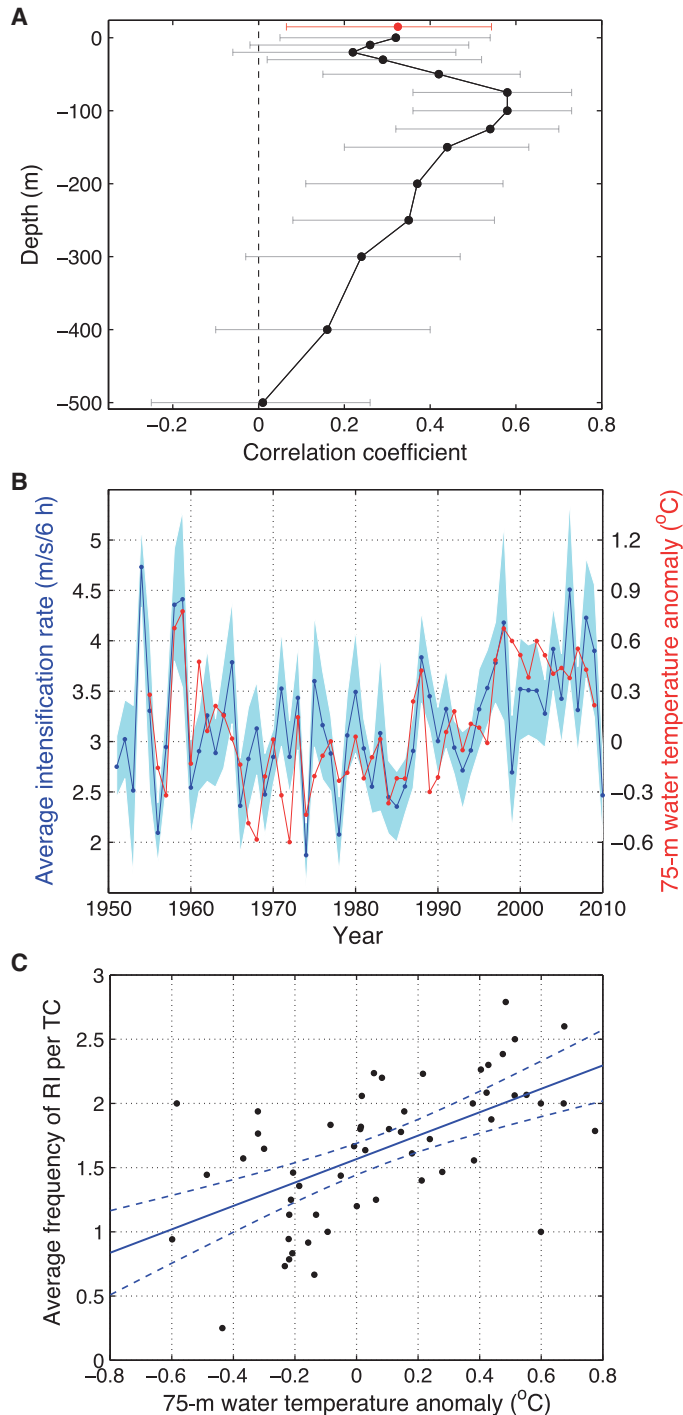 A
0
−100
−200
−300
−400
−500
Depth (m)
−0.2 0 0.2 0.4 0.6 0.8
Correlation coefficient
B
5
4.5
4
3.5
3
2.5
2
Average intensification rate (m/s/6 h)
1.2
0.9
0.6
0.3
0
−0.3
−0.6
75-m water temperature anomaly (°C)
1950 1960 1970 1980 1990 2000 2010
Year
C
3
2.5
2
1.5
1
0.5
0
Average frequency of RI per TC
−0.8 −0.6 −0.4 −0.2 0 0.2 0.4 0.6 0.8
75-m water temperature anomaly (°C)